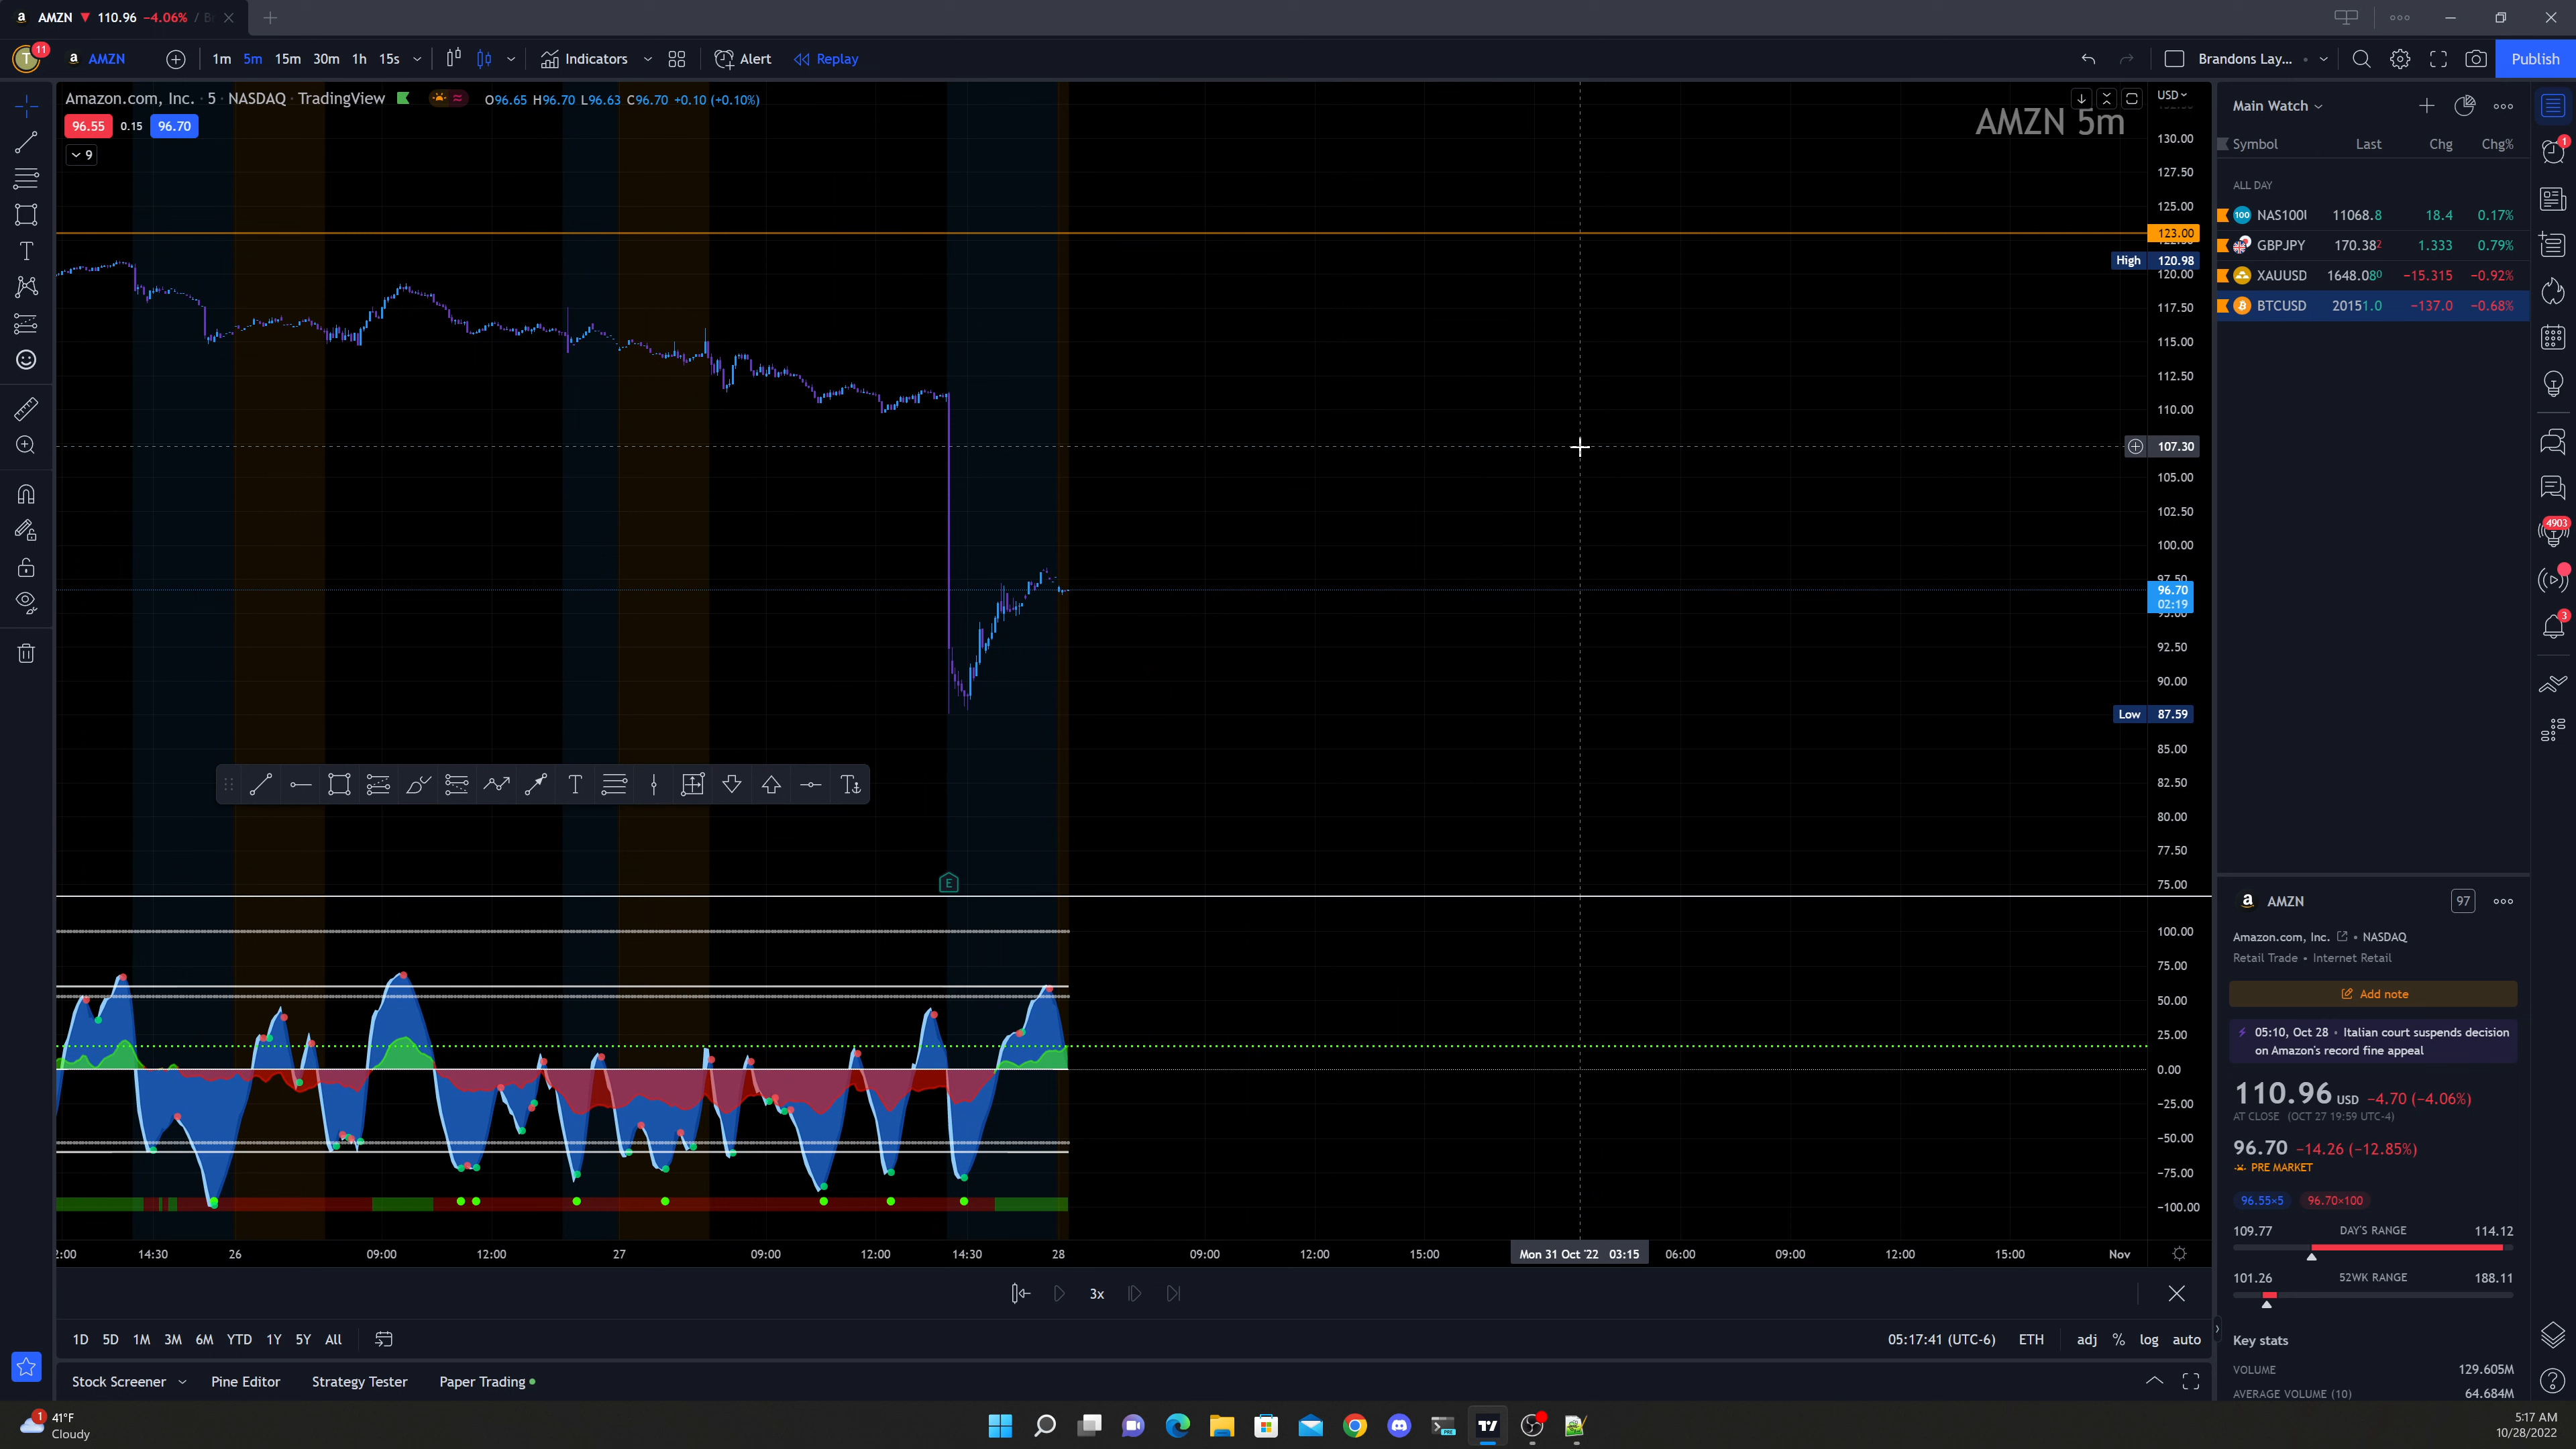 AMZN ▼ 110.96 −4.06% / B
11
T
AMZN
1m 5m 15m 30m 1h 15s
Indicators
Alert
Replay
Brandons Lay...
Publish
Amazon.com, Inc. · 5 · NASDAQ · TradingView
O96.65 H96.70 L96.63 C96.70 +0.10 (+0.10%)
96.55 0.15 96.70
9
AMZN 5m
USD
130.00
127.50
125.00
123.00
High 120.98
120.00
117.50
115.00
112.50
110.00
107.30
105.00
102.50
100.00
97.50
96.70
02:19
95.00
92.50
90.00
Low 87.59
85.00
82.50
80.00
77.50
75.00
E
100.00
75.00
50.00
25.00
0.00
−25.00
−50.00
−75.00
−100.00
2:00 14:30 26 09:00 12:00 27 09:00 12:00 14:30 28 09:00 12:00 15:00 Mon 31 Oct '22 03:15 06:00 09:00 12:00 15:00 Nov
3x
1D 5D 1M 3M 6M YTD 1Y 5Y All
05:17:41 (UTC-6) ETH adj % log auto
Stock Screener Pine Editor Strategy Tester Paper Trading
Main Watch
Symbol Last Chg Chg%
ALL DAY
100 NAS100 11068.8 18.4 0.17%
GBPJPY 170.382 1.333 0.79%
XAUUSD 1648.080 −15.315 −0.92%
BTCUSD 20151.0 −137.0 −0.68%
1
4903
3
AMZN 97
Amazon.com, Inc. • NASDAQ
Retail Trade • Internet Retail
Add note
05:10, Oct 28 • Italian court suspends decision
on Amazon's record fine appeal
110.96 USD −4.70 (−4.06%)
AT CLOSE (OCT 27 19:59 UTC-4)
96.70 −14.26 (−12.85%)
PRE MARKET
96.55×5 96.70×100
109.77 DAY'S RANGE 114.12
101.26 52WK RANGE 188.11
Key stats
VOLUME 129.605M
AVERAGE VOLUME (10) 64.684M
1
41°F
Cloudy
PRE
5:17 AM
10/28/2022